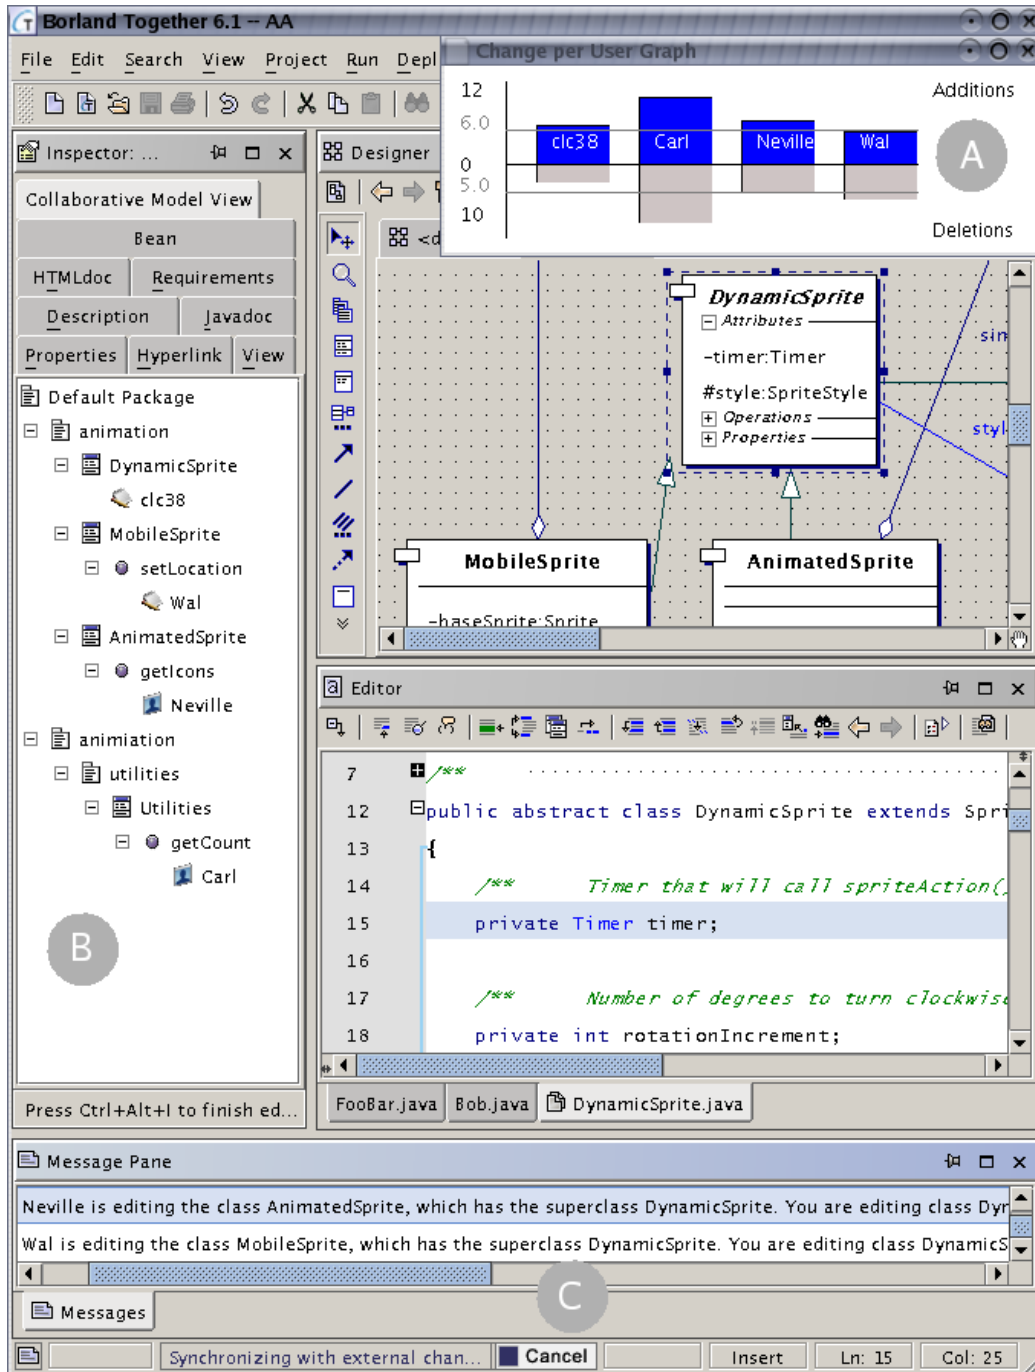 Borland Together 6.1 -- AA
File Edit Search View Project Run Depl
Change per User Graph
12
6.0
0
5.0
10
clc38 Carl Neville Wal
Additions
A
Deletions
Inspector: ...
Collaborative Model View
Bean
HTMLdoc Requirements
Description Javadoc
Properties Hyperlink View
Default Package
animation
DynamicSprite
clc38
MobileSprite
setLocation
Wal
AnimatedSprite
getIcons
Neville
animiation
utilities
Utilities
getCount
Carl
B
Press Ctrl+Alt+I to finish ed...
Designer
<d
DynamicSprite
Attributes
-timer:Timer
#style:SpriteStyle
Operations
Properties
sin
styl
MobileSprite
-baseSprite:Sprite
AnimatedSprite
Editor
7 /**
12 public abstract class DynamicSprite extends Spri
13 {
14 /** Timer that will call spriteAction()
15 private Timer timer;
16
17 /** Number of degrees to turn clockwise
18 private int rotationIncrement;
FooBar.java Bob.java DynamicSprite.java
Message Pane
Neville is editing the class AnimatedSprite, which has the superclass DynamicSprite. You are editing class Dyn
Wal is editing the class MobileSprite, which has the superclass DynamicSprite. You are editing class DynamicS
C
Messages
Synchronizing with external chan... Cancel Insert Ln: 15 Col: 25